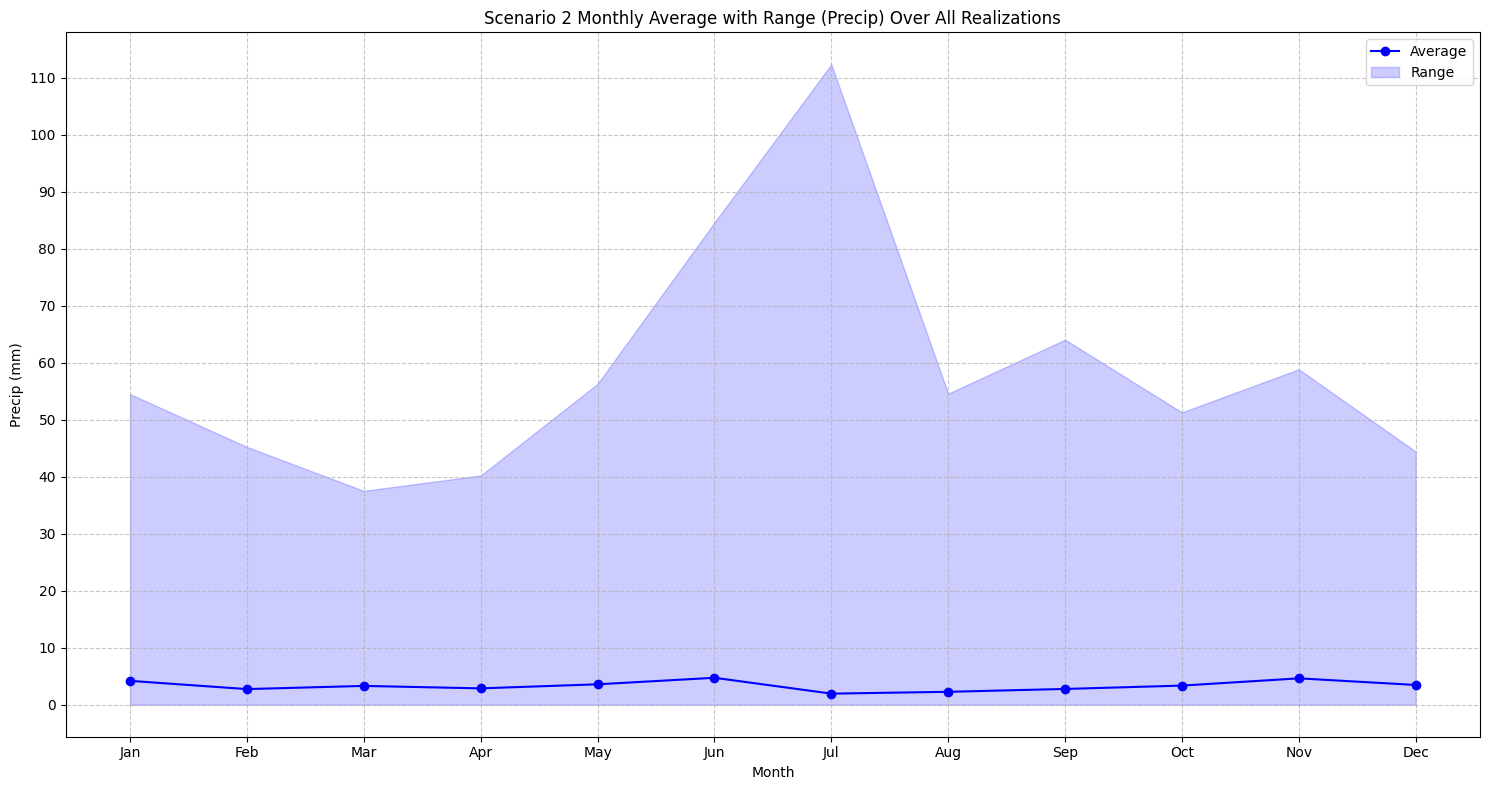 Scenario 2 Monthly Average with Range (Precip) Over All Realizations
Average
Range
Precip (mm)
110
100
90
80
70
60
50
40
30
20
10
0
Jan Feb Mar Apr May Jun Jul Aug Sep Oct Nov Dec
Month